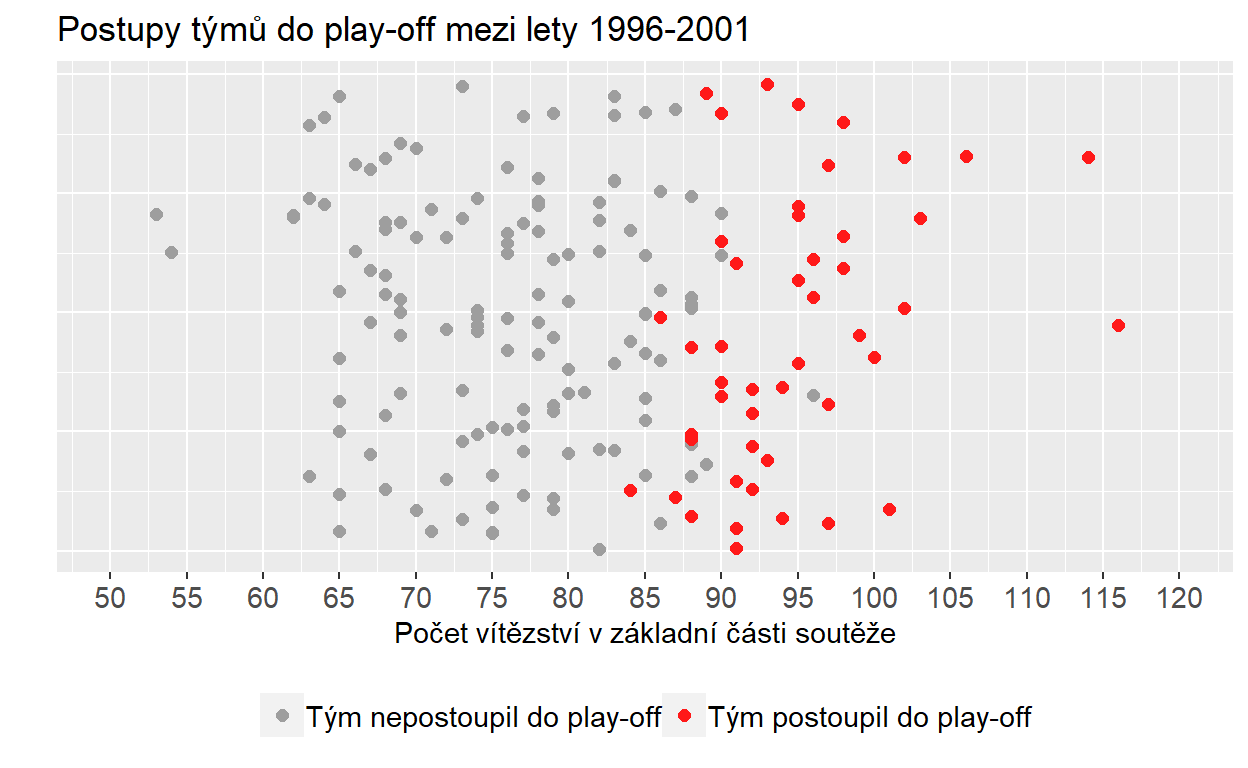 Postupy týmů do play-off mezi lety 1996-2001
50 55 60 65 70 75 80 85 90 95 100 105 110 115 120
Počet vítězství v základní části soutěže
Tým nepostoupil do play-off Tým postoupil do play-off